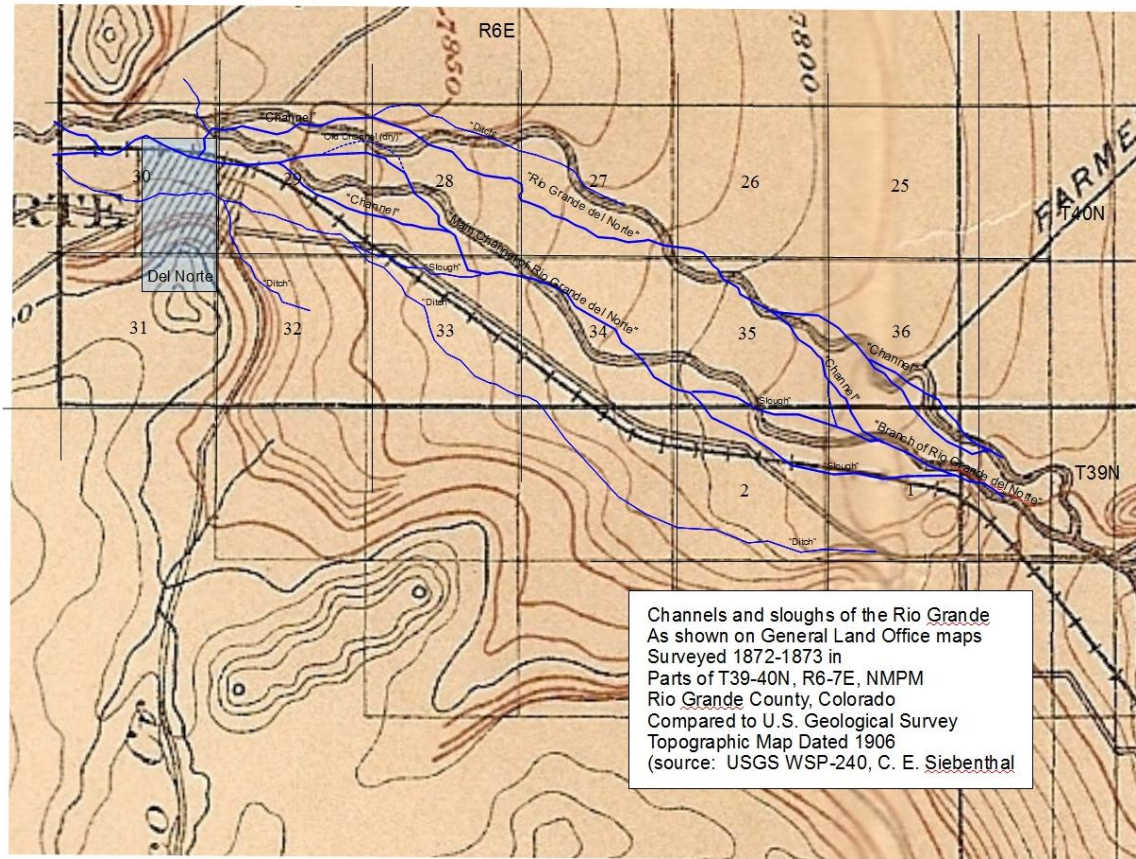 R6E
7850
7800
"Channel"
"Old Channel (dry)"
"Ditch"
30
29
28
27
26
25
FARME
T40N
RTE
"Channel"
"Rio Grande del Norte"
"Main Channel of Rio Grande del Norte"
Del Norte
"Ditch"
"Slough"
"Ditch"
31
32
33
34
35
36
"Channel"
"Channel"
"Slough"
"Branch of Rio Grande del Norte"
"Slough"
T39N
2
1
"Ditch"
Channels and sloughs of the Rio Grande
As shown on General Land Office maps
Surveyed 1872-1873 in
Parts of T39-40N, R6-7E, NMPM
Rio Grande County, Colorado
Compared to U.S. Geological Survey
Topographic Map Dated 1906
(source: USGS WSP-240, C. E. Siebenthal